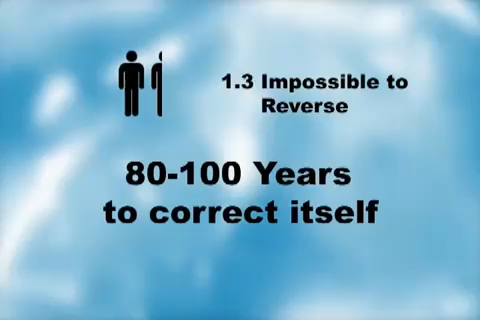 1.3 Impossible to
Reverse
80-100 Years
to correct itself